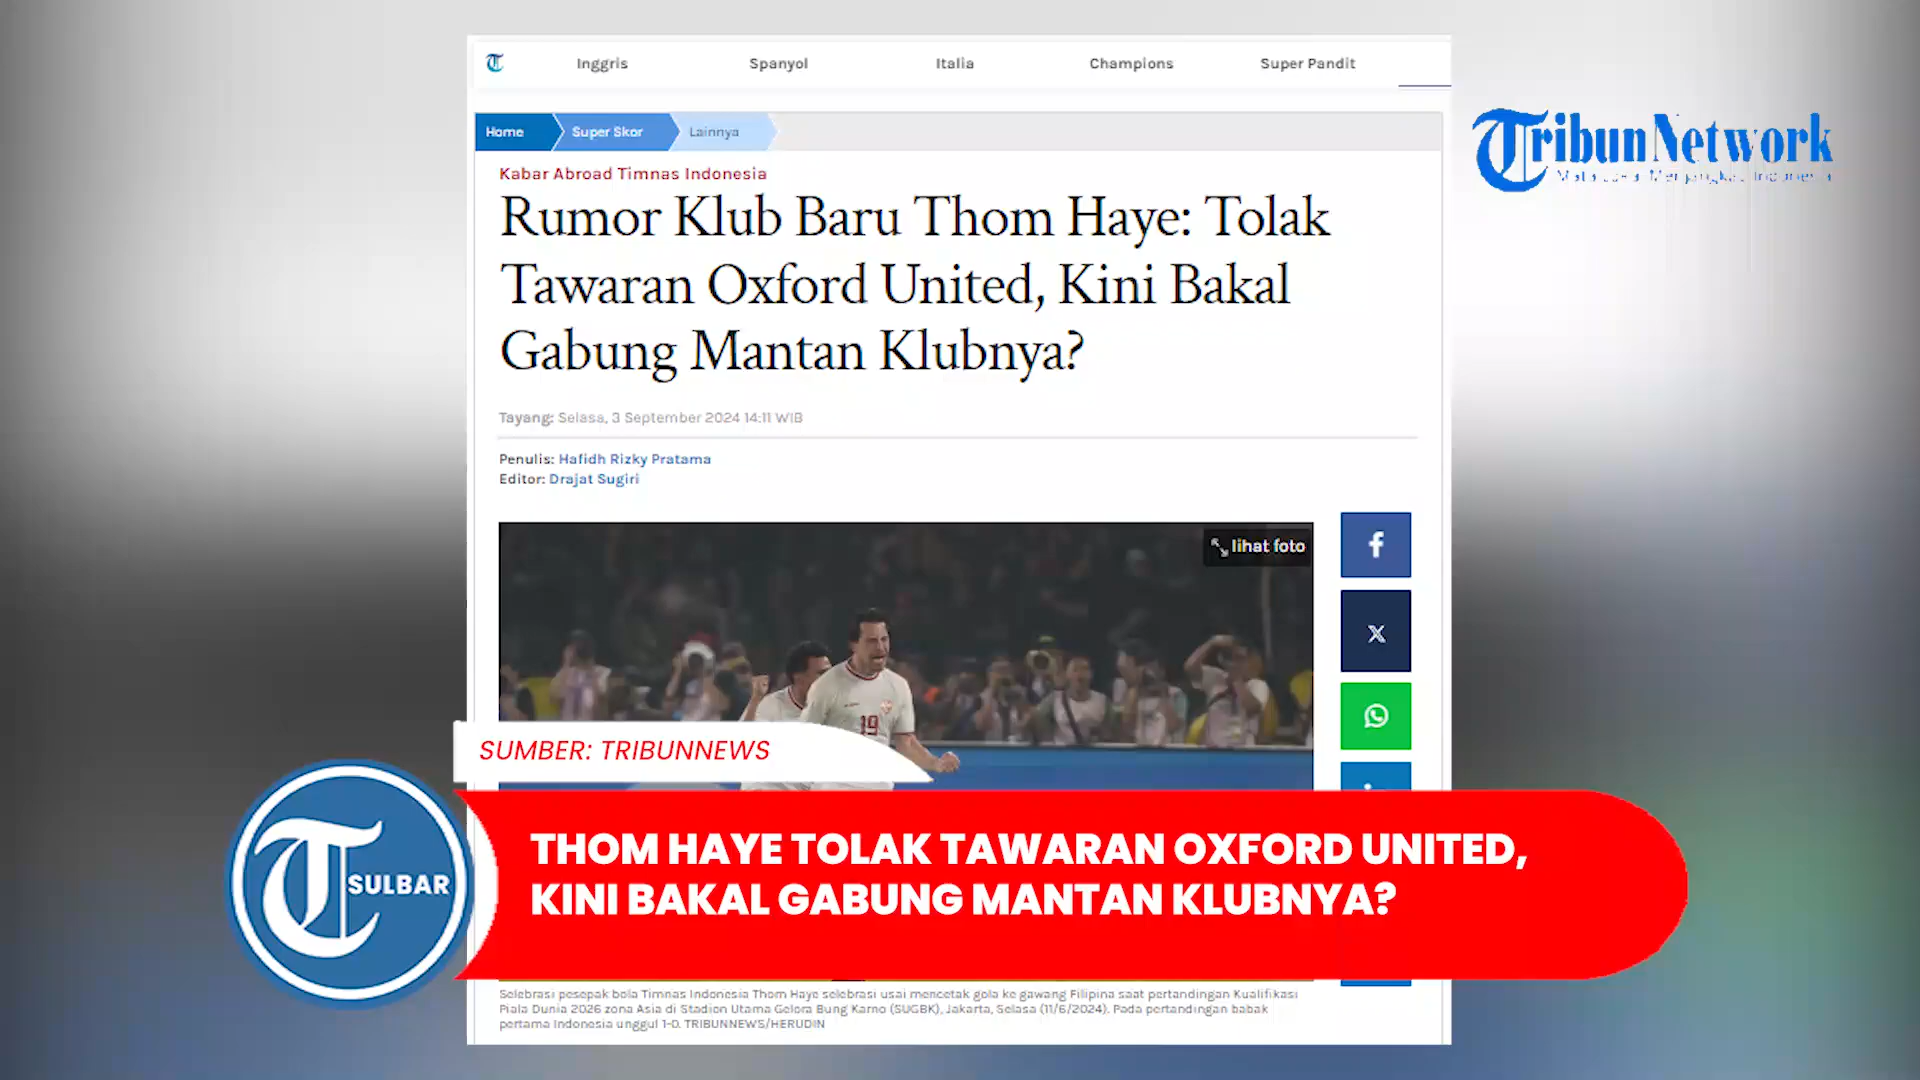 Inggris Spanyol Italia Champions Super Pandit
Tribun Network
Home Super Skor Lainnya
Kabar Abroad Timnas Indonesia
Rumor Klub Baru Thom Haye: Tolak
Tawaran Oxford United, Kini Bakal
Gabung Mantan Klubnya?
Tayang: Selasa, 3 September 2024 14:11 WIB
Penulis: Hafidh Rizky Pratama
Editor: Drajat Sugiri
lihat foto
19
SUMBER: TRIBUNNEWS
SULBAR
THOM HAYE TOLAK TAWARAN OXFORD UNITED,
KINI BAKAL GABUNG MANTAN KLUBNYA?
Selebrasi pesepak bola Timnas Indonesia Thom Haye selebrasi usai mencetak gola ke gawang Filipina saat pertandingan Kualifikasi
Piala Dunia 2026 zona Asia di Stadion Utama Gelora Bung Karno (SUGBK), Jakarta, Selasa (11/6/2024). Pada pertandingan babak
pertama Indonesia unggul 1-0. TRIBUNNEWS/HERUDIN